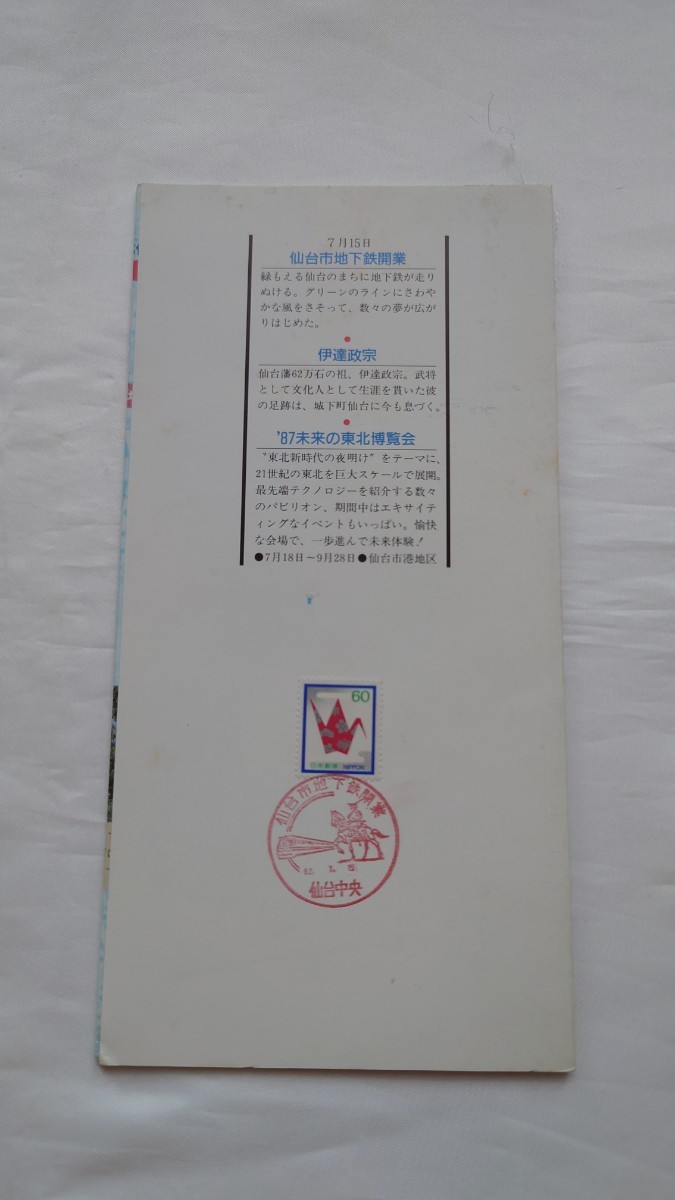 7月15日
仙台市地下鉄開業
緑もえる仙台のまちに地下鉄が走り
ぬける。グリーンのラインにさわや
かな風をさそって、数々の夢が広が
りはじめた。
●
伊達政宗
仙台藩62万石の祖、伊達政宗。武将
として文化人として生涯を貫いた彼
の足跡は、城下町仙台に今も息づく。
●
'87未来の東北博覧会
〝東北新時代の夜明け〟をテーマに、
21世紀の東北を巨大スケールで展開。
最先端テクノロジーを紹介する数々
のパビリオン、期間中はエキサイテ
ィングなイベントもいっぱい。愉快
な会場で、一歩進んで未来体験!
●7月18日〜9月28日●仙台市港地区
60
日本郵便 NIPPON
仙台市地下鉄開業
62. 7. 15
仙台中央